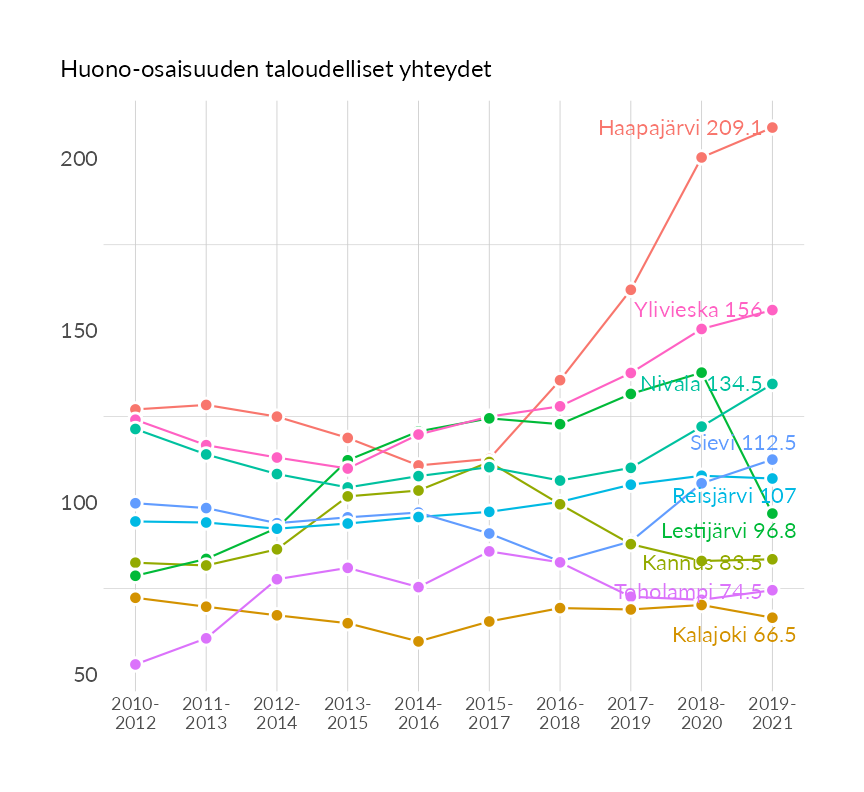 Huono-osaisuuden taloudelliset yhteydet
Haapajärvi 209.1
200
Ylivieska 156
150
Nivala 134.5
Sievi 112.5
Reisjärvi 107
100
Lestijärvi 96.8
Kannus 83.5
Toholampi 74.5
Kalajoki 66.5
50
2010- 2011- 2012- 2013- 2014- 2015- 2016- 2017- 2018- 2019-
2012 2013 2014 2015 2016 2017 2018 2019 2020 2021